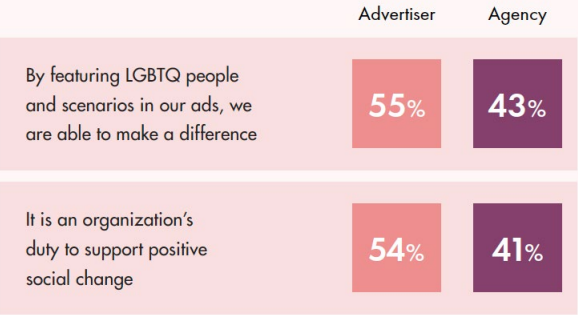 Advertiser Agency
By featuring LGBTQ people
and scenarios in our ads, we
are able to make a difference
55% 43%
It is an organization’s
duty to support positive
social change
54% 41%